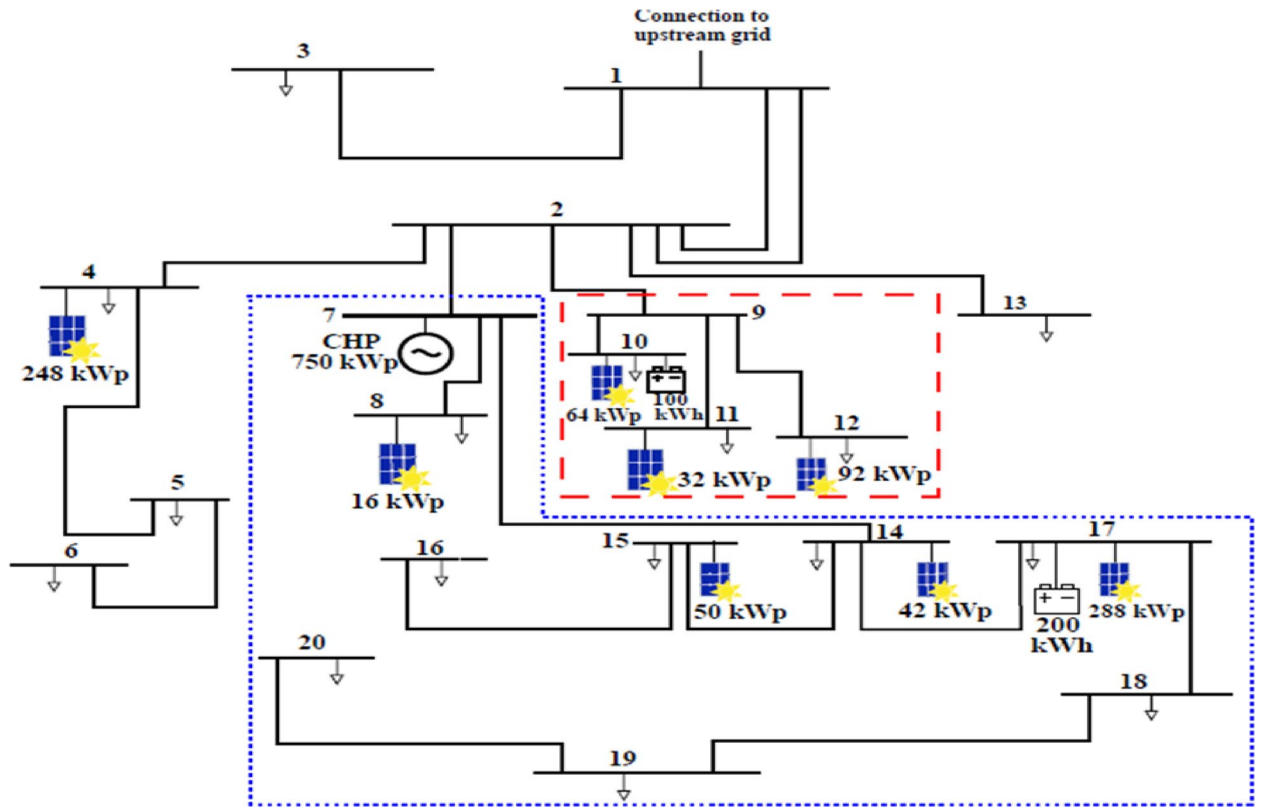 Connection to
upstream grid
3
1
2
4
248 kWp
7
CHP
750 kWp
9
10
64 kWp
100
kWh
11
32 kWp
12
92 kWp
13
8
16 kWp
5
6
16
15
50 kWp
14
42 kWp
17
200
kWh
288 kWp
20
18
19